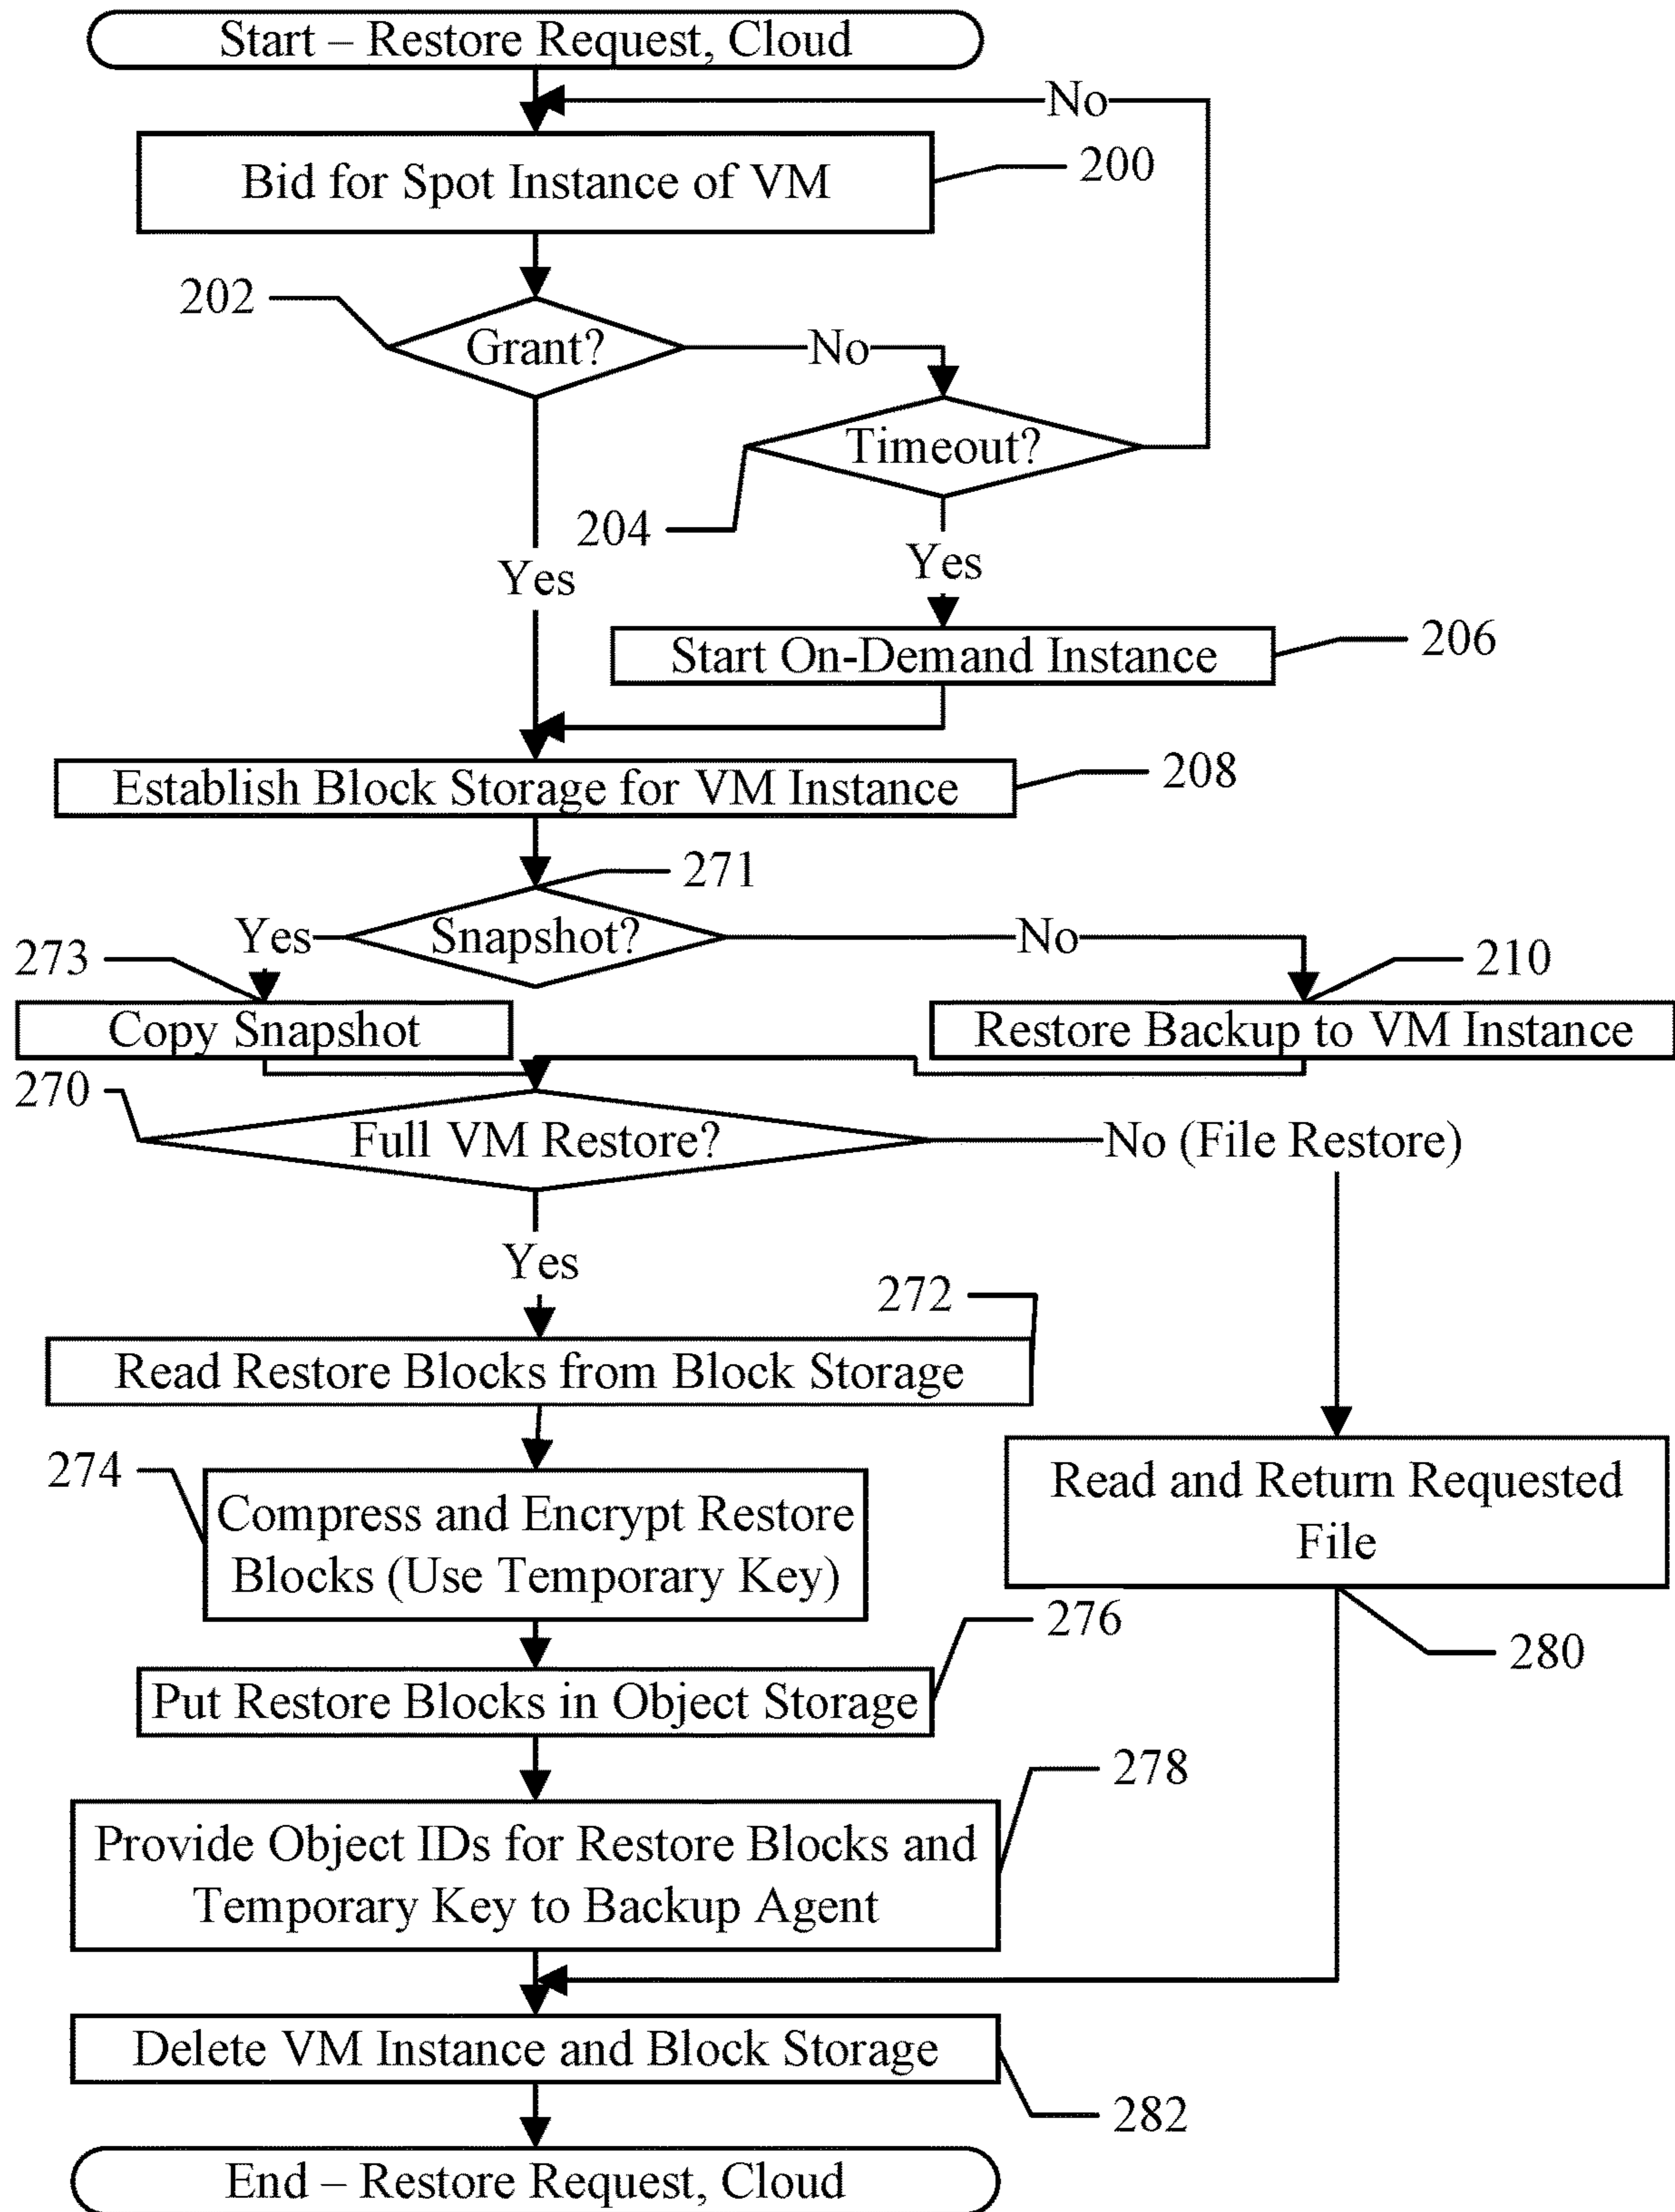 Start – Restore Request, Cloud
No
Bid for Spot Instance of VM
200
202
Grant?
No
Timeout?
204
Yes
Yes
Start On-Demand Instance
206
Establish Block Storage for VM Instance
208
271
Yes
Snapshot?
No
273
210
Copy Snapshot
Restore Backup to VM Instance
270
Full VM Restore?
No (File Restore)
Yes
272
Read Restore Blocks from Block Storage
274
Compress and Encrypt Restore
Blocks (Use Temporary Key)
Read and Return Requested
File
276
280
Put Restore Blocks in Object Storage
278
Provide Object IDs for Restore Blocks and
Temporary Key to Backup Agent
Delete VM Instance and Block Storage
282
End – Restore Request, Cloud